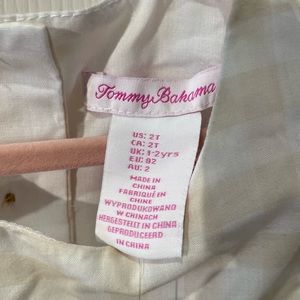 Tommy Bahama
US: 2T
CA: 2T
UK: 1-2yrs
EU: 92
AU: 2
MADE IN
CHINA
FABRIQUÉ EN
CHINE
WYPRODUKOWANO
W CHINACH
HERGESTELLT IN CHINA
GEPRODUCEERD
IN CHINA